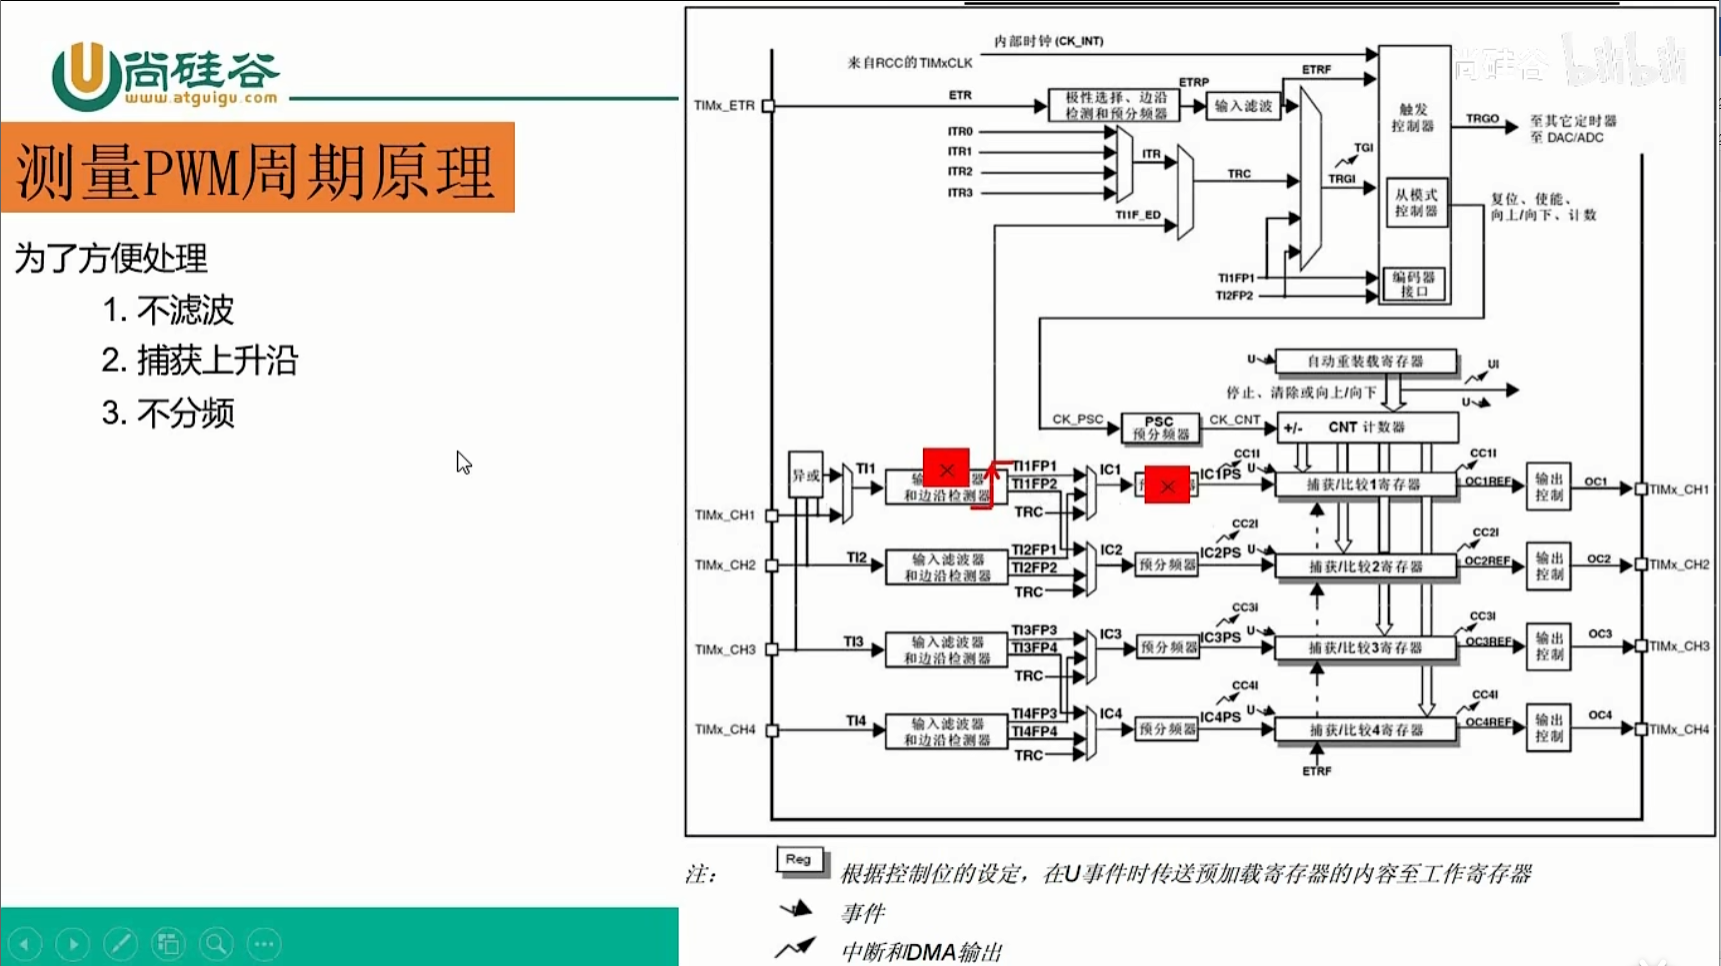 尚硅谷
www.atguigu.com
测量PWM周期原理
为了方便处理
1. 不滤波
2. 捕获上升沿
3. 不分频
尚硅谷 bilibili
内部时钟 (CK_INT)
来自RCC的 TIMxCLK
TIMx_ETR
ETR
极性选择、边沿
检测和预分频器
ETRP
输入滤波
ETRF
触发
控制器
TRGO
至其它定时器
至 DAC/ADC
ITR0
ITR1
ITR2
ITR3
ITR
TRC
TI1F_ED
TGI
TRGI
从模式
控制器
复位、使能、
向上/向下、计数
TI1FP1
TI2FP2
编码器
接口
U
自动重装载寄存器
UI
停止、清除或向上/向下
U
CK_PSC
PSC
预分频器
CK_CNT
+/-
CNT 计数器
异或
TI1
输
器
和边沿检测器
TI1FP1
TI1FP2
TRC
IC1
IC1PS
CC1I
U
捕获/比较1寄存器
CC1I
OC1REF
输出
控制
OC1
TIMx_CH1
TIMx_CH1
TIMx_CH2
TI2
输入滤波器
和边沿检测器
TI2FP1
TI2FP2
TRC
IC2
预分频器
IC2PS
CC2I
U
捕获/比较2寄存器
CC2I
OC2REF
输出
控制
OC2
TIMx_CH2
TIMx_CH3
TI3
输入滤波器
和边沿检测器
TI3FP3
TI3FP4
TRC
IC3
预分频器
IC3PS
CC3I
U
捕获/比较3寄存器
CC3I
OC3REF
输出
控制
OC3
TIMx_CH3
TIMx_CH4
TI4
输入滤波器
和边沿检测器
TI4FP3
TI4FP4
TRC
IC4
预分频器
IC4PS
CC4I
U
捕获/比较4寄存器
CC4I
OC4REF
输出
控制
OC4
TIMx_CH4
ETRF
注：
Reg
根据控制位的设定，在U事件时传送预加载寄存器的内容至工作寄存器
事件
中断和DMA输出